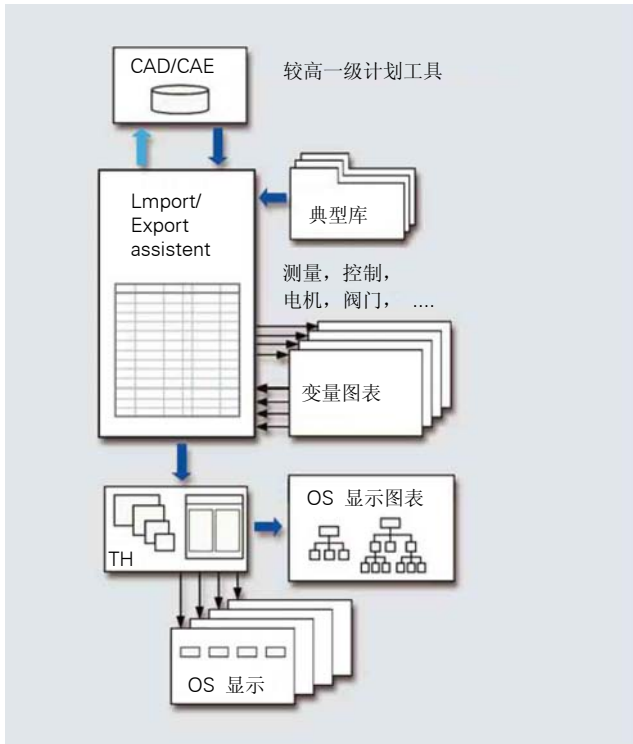 CAD/CAE
较高一级计划工具
Lmport/
Export
assistent
典型库
测量，控制，
电机，阀门， ....
变量图表
OS 显示图表
TH
OS 显示